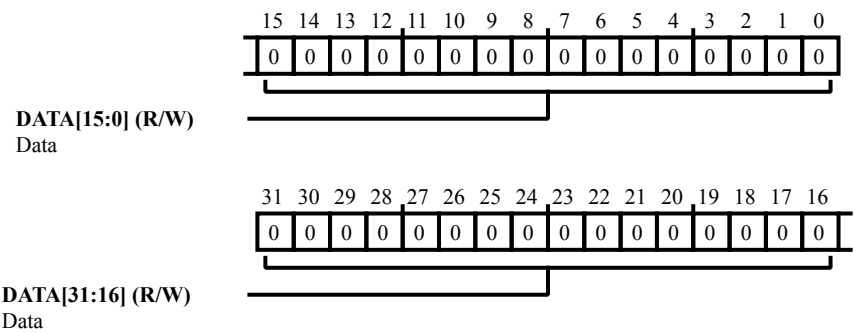 15 14 13 12 11 10 9 8 7 6 5 4 3 2 1 0
0 0 0 0 0 0 0 0 0 0 0 0 0 0 0 0
DATA[15:0] (R/W)
Data
31 30 29 28 27 26 25 24 23 22 21 20 19 18 17 16
0 0 0 0 0 0 0 0 0 0 0 0 0 0 0 0
DATA[31:16] (R/W)
Data